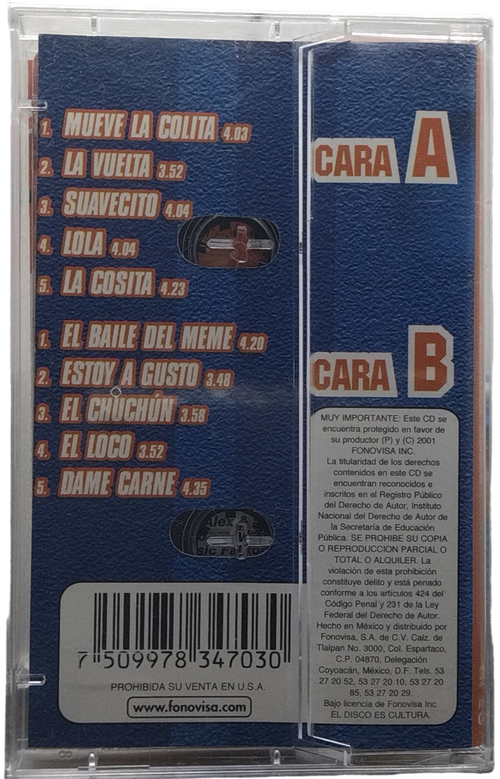 1. MUEVE LA COLITA 4.03
2. LA VUELTA 3.52
3. SUAVECITO 4.04
4. LOLA 4.04
5. LA COSITA 4.23
CARA A
1. EL BAILE DEL MEME 4.20
2. ESTOY A GUSTO 3.48
3. EL CHUCHÚN 3.58
4. EL LOCO 3.52
5. DAME CARNE 4.35
CARA B
MUY IMPORTANTE: Este CD se
encuentra protegido en favor de
su productor (P) y (C) 2001
FONOVISA INC.
La titularidad de los derechos
contenidos en este CD se
encuentran reconocidos e
inscritos en el Registro Público
del Derecho de Autor, Instituto
Nacional del Derecho de Autor de
la Secretaría de Educación
Pública. SE PROHIBE SU COPIA
O REPRODUCCION PARCIAL O
TOTAL O ALQUILER. La
violación de esta prohibición
constituye delito y está penado
conforme a los artículos 424 del
Código Penal y 231 de la Ley
Federal del Derecho de Autor.
Hecho en México y distribuido por
Fonovisa, S.A. de C.V. Calz. de
Tlalpan No. 3000, Col. Espartaco,
C.P. 04870, Delegación
Coyoacán, México, D.F. Tels. 53
27 20 52, 53 27 20 10, 53 27 20
85, 53 27 20 29.
Bajo licencia de Fonovisa Inc.
EL DISCO ES CULTURA.
Alex
7 509978 347030
PROHIBIDA SU VENTA EN U.S.A.
www.fonovisa.com